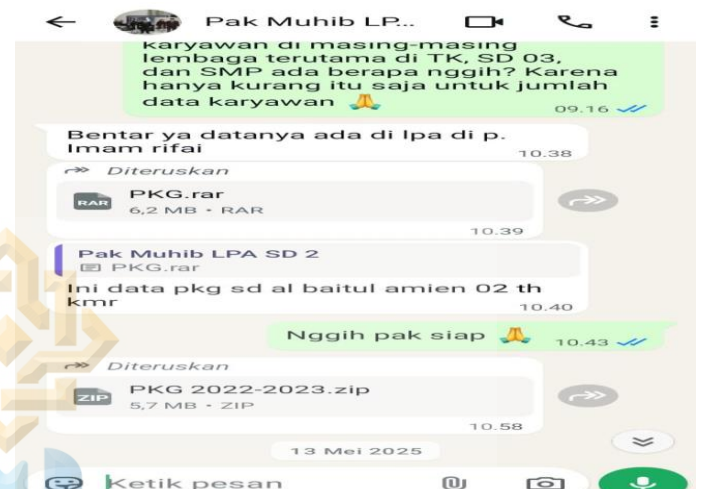 Pak Muhib LP...
karyawan di masing-masing
lembaga terutama di TK, SD 03,
dan SMP ada berapa nggih? Karena
hanya kurang itu saja untuk jumlah
data karyawan 🙏
09.16
Bentar ya datanya ada di lpa di p.
Imam rifai
10.38
Diteruskan
RAR
PKG.rar
6,2 MB • RAR
10.39
Pak Muhib LPA SD 2
PKG.rar
Ini data pkg sd al baitul amien 02 th
kmr
10.40
Nggih pak siap 🙏
10.43
Diteruskan
ZIP
PKG 2022-2023.zip
5,7 MB • ZIP
10.58
13 Mei 2025
Ketik pesan